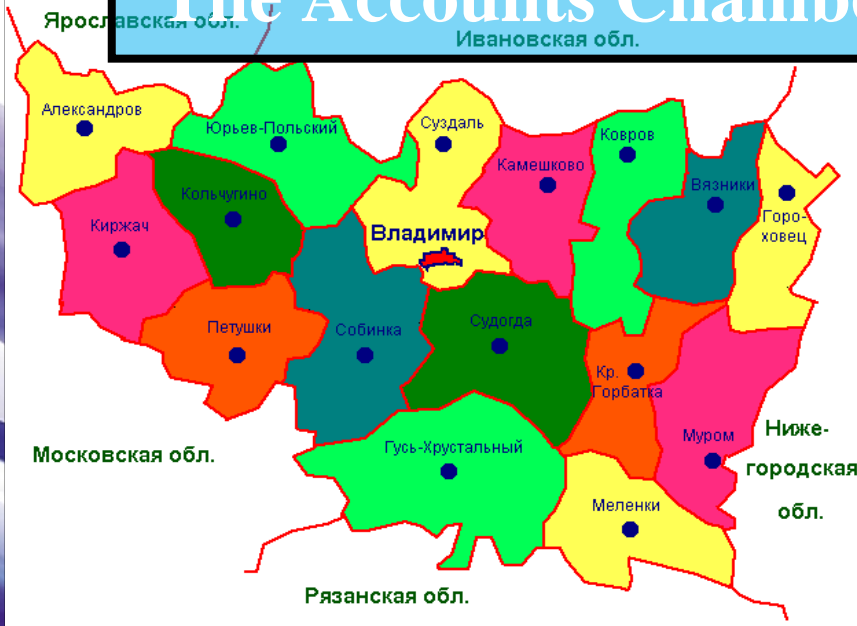 The Accounts Chambe
Ярославская обл.
Ивановская обл.
Александров
Юрьев-Польский
Суздаль
Ковров
Камешково
Кольчугино
Вязники
Киржач
Владимир
Горо-
ховец
Петушки
Собинка
Судогда
Кр.
Горбатка
Гусь-Хрустальный
Муром
Ниже-
городская
обл.
Московская обл.
Меленки
Рязанская обл.